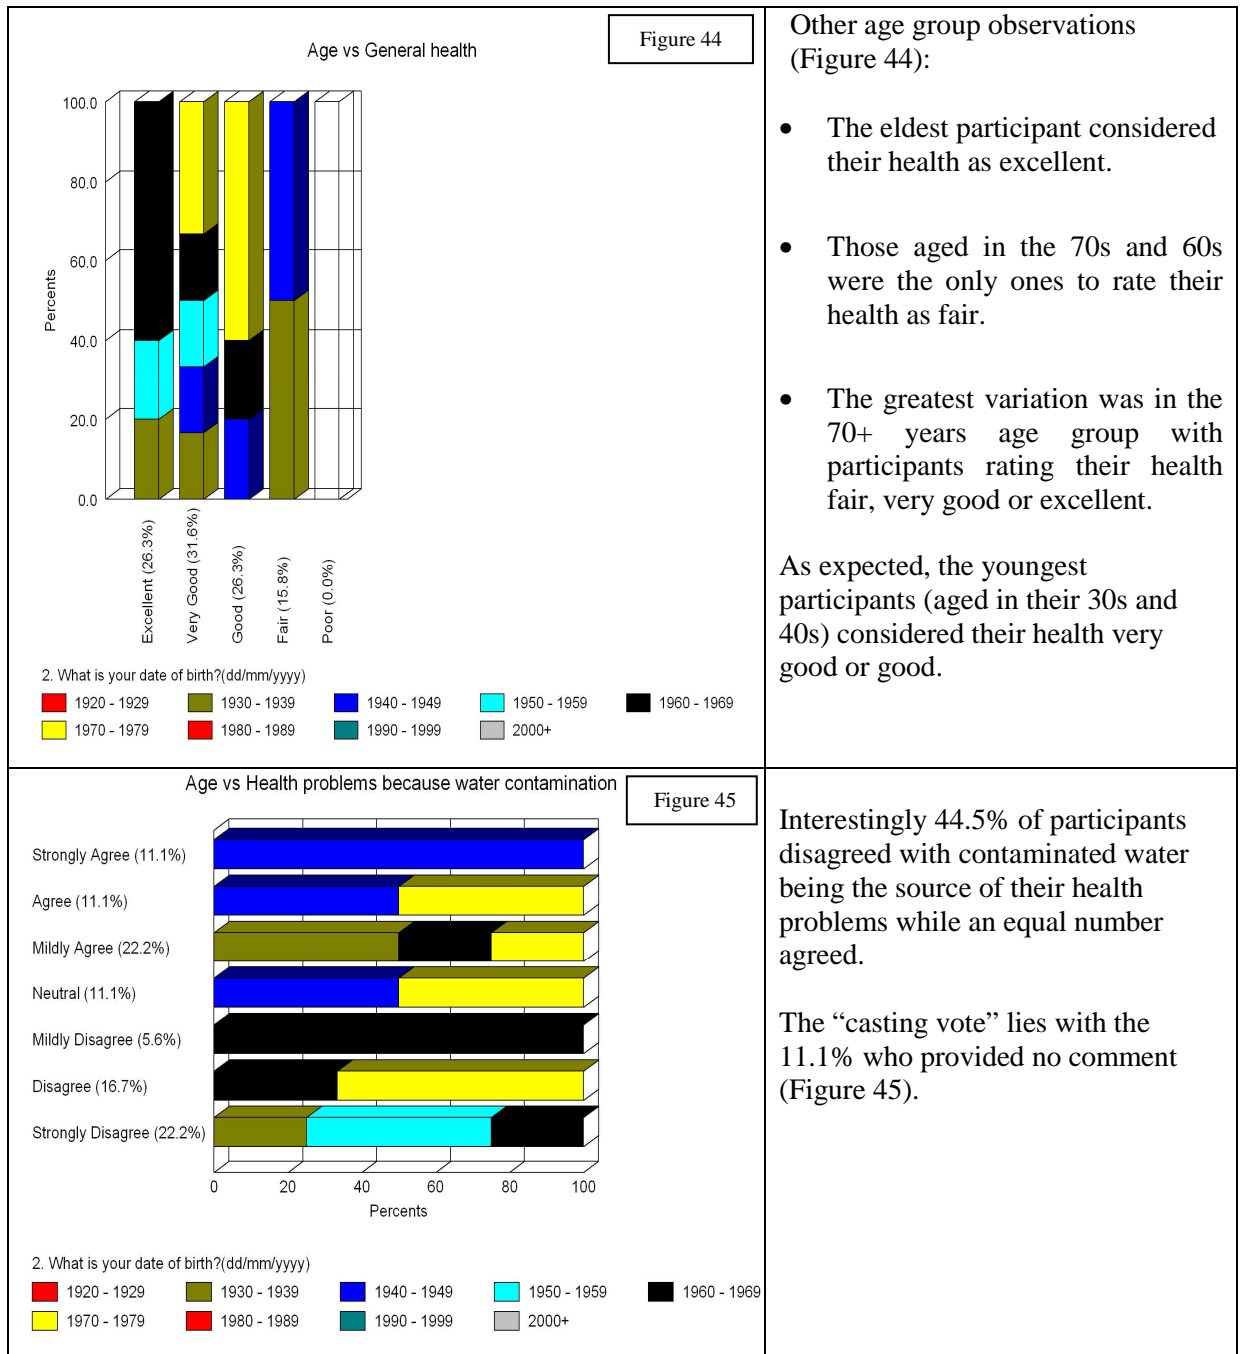 Age vs General health
Figure 44
100.0
80.0
60.0
40.0
20.0
0.0
Percents
Excellent (26.3%)
Very Good (31.6%)
Good (26.3%)
Fair (15.8%)
Poor (0.0%)
2. What is your date of birth?(dd/mm/yyyy)
1920 - 1929 1930 - 1939 1940 - 1949 1950 - 1959 1960 - 1969
1970 - 1979 1980 - 1989 1990 - 1999 2000+
Other age group observations
(Figure 44):
• The eldest participant considered
their health as excellent.
• Those aged in the 70s and 60s
were the only ones to rate their
health as fair.
• The greatest variation was in the
70+ years age group with
participants rating their health
fair, very good or excellent.
As expected, the youngest
participants (aged in their 30s and
40s) considered their health very
good or good.
Age vs Health problems because water contamination
Figure 45
Strongly Agree (11.1%)
Agree (11.1%)
Mildly Agree (22.2%)
Neutral (11.1%)
Mildly Disagree (5.6%)
Disagree (16.7%)
Strongly Disagree (22.2%)
0 20 40 60 80 100
Percents
2. What is your date of birth?(dd/mm/yyyy)
1920 - 1929 1930 - 1939 1940 - 1949 1950 - 1959 1960 - 1969
1970 - 1979 1980 - 1989 1990 - 1999 2000+
Interestingly 44.5% of participants
disagreed with contaminated water
being the source of their health
problems while an equal number
agreed.
The “casting vote” lies with the
11.1% who provided no comment
(Figure 45).